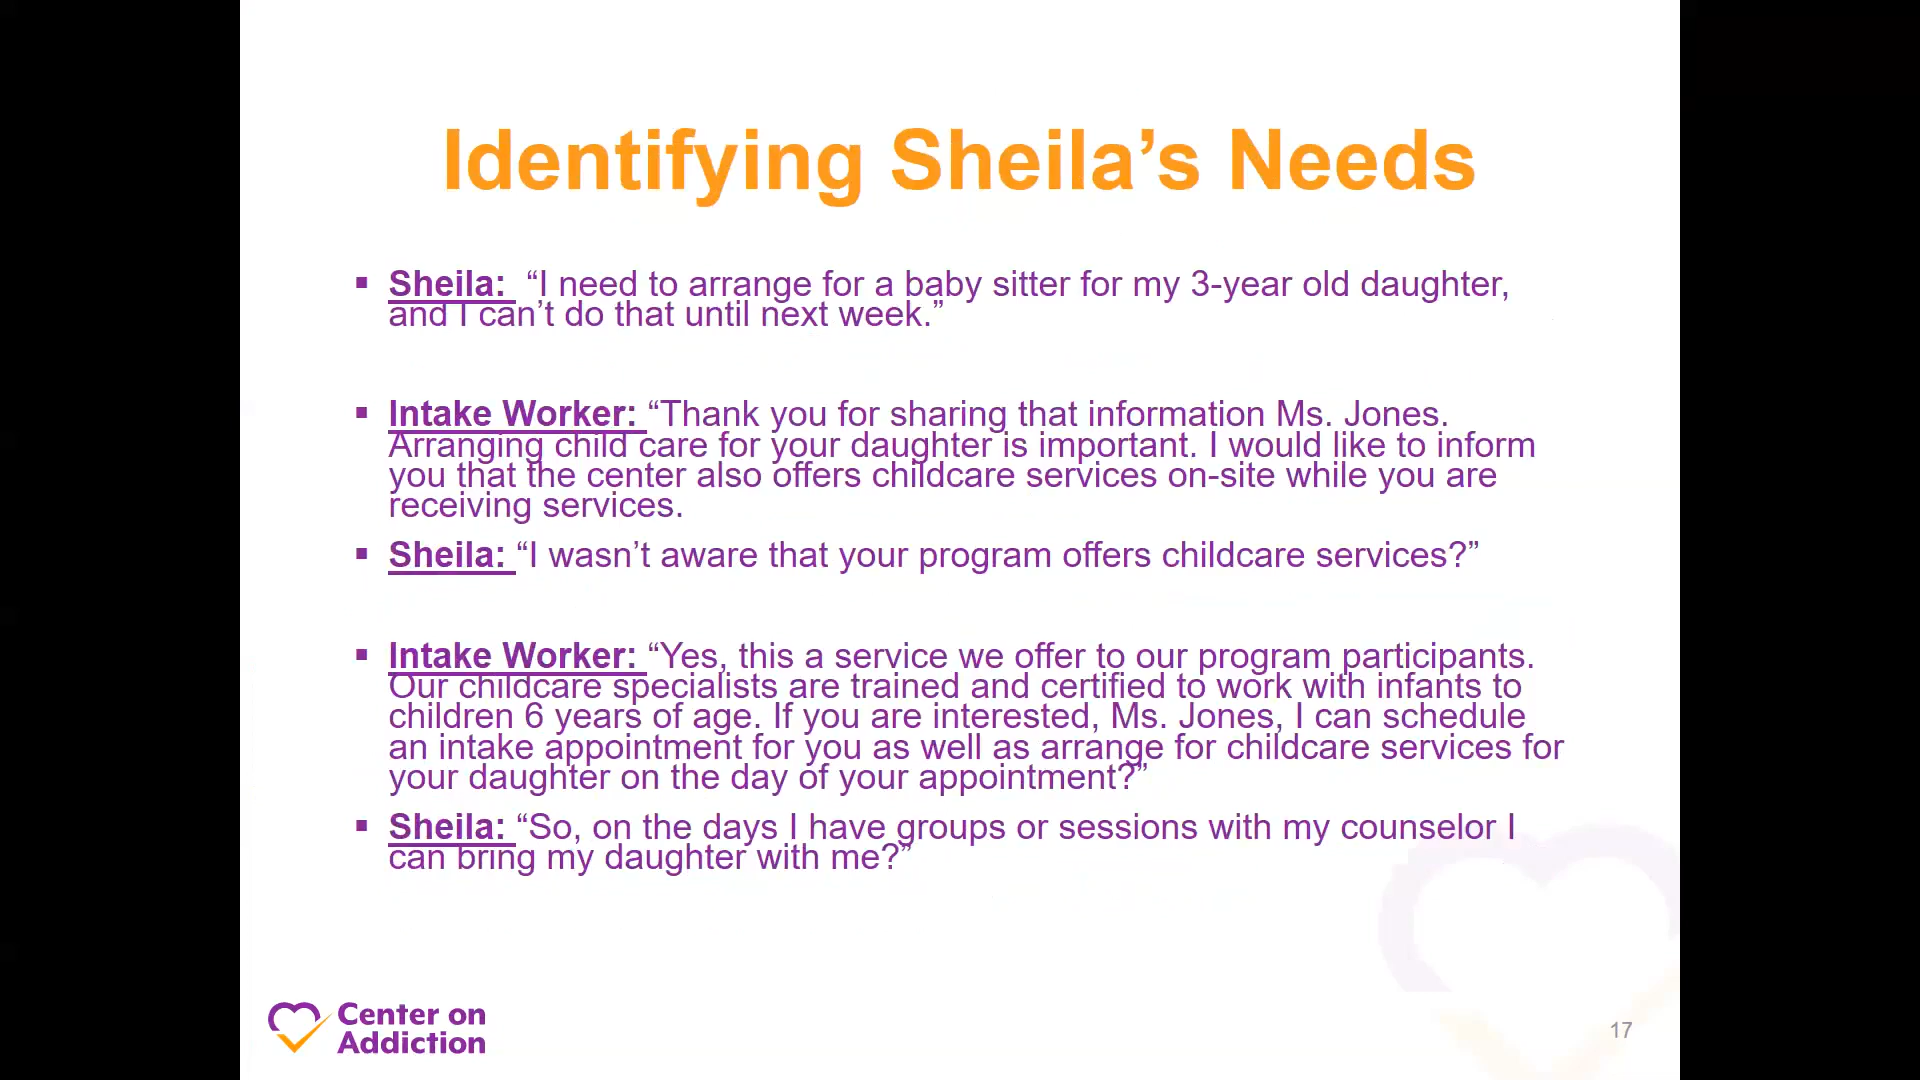 Identifying Sheila’s Needs
▪ Sheila:  “I need to arrange for a baby sitter for my 3-year old daughter,
and I can’t do that until next week.”
▪ Intake Worker: “Thank you for sharing that information Ms. Jones.
Arranging child care for your daughter is important. I would like to inform
you that the center also offers childcare services on-site while you are
receiving services.
▪ Sheila: “I wasn’t aware that your program offers childcare services?”
▪ Intake Worker: “Yes, this a service we offer to our program participants.
Our childcare specialists are trained and certified to work with infants to
children 6 years of age. If you are interested, Ms. Jones, I can schedule
an intake appointment for you as well as arrange for childcare services for
your daughter on the day of your appointment?”
▪ Sheila: “So, on the days I have groups or sessions with my counselor I
can bring my daughter with me?”
Center on
Addiction
17